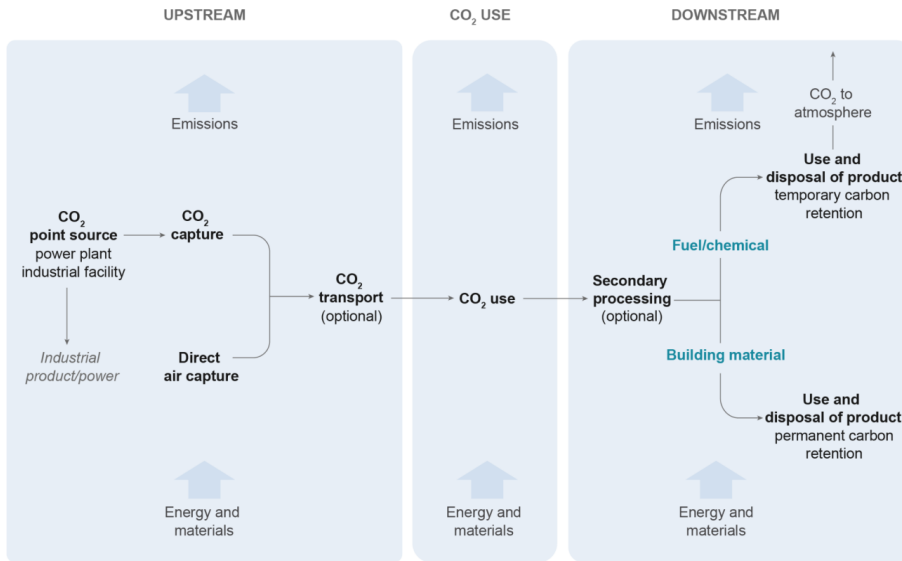 UPSTREAM
CO₂ USE
DOWNSTREAM
Emissions
Emissions
Emissions
CO₂ to
atmosphere
CO₂
point source
power plant
industrial facility
CO₂
capture
Industrial
product/power
Direct
air capture
CO₂
transport
(optional)
CO₂ use
Secondary
processing
(optional)
Fuel/chemical
Use and
disposal of product
temporary carbon
retention
Building material
Use and
disposal of product
permanent carbon
retention
Energy and
materials
Energy and
materials
Energy and
materials